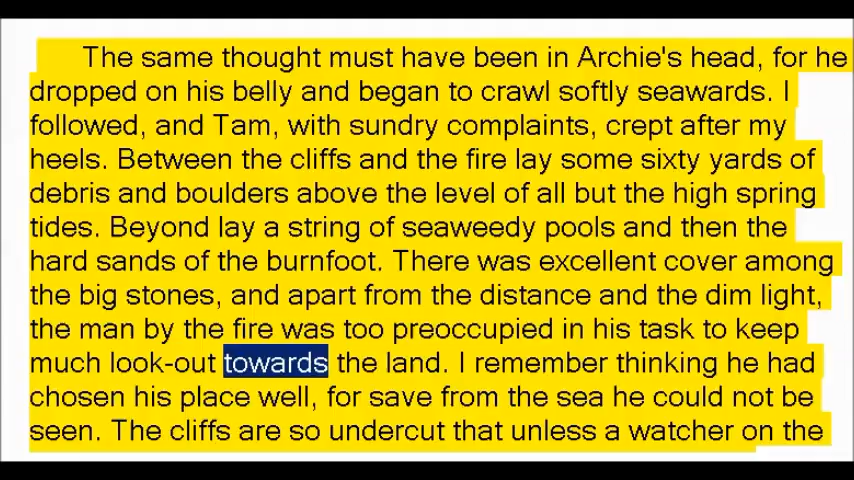 The same thought must have been in Archie's head, for he
dropped on his belly and began to crawl softly seawards. I
followed, and Tam, with sundry complaints, crept after my
heels. Between the cliffs and the fire lay some sixty yards of
debris and boulders above the level of all but the high spring
tides. Beyond lay a string of seaweedy pools and then the
hard sands of the burnfoot. There was excellent cover among
the big stones, and apart from the distance and the dim light,
the man by the fire was too preoccupied in his task to keep
much look-out towards the land. I remember thinking he had
chosen his place well, for save from the sea he could not be
seen. The cliffs are so undercut that unless a watcher on the